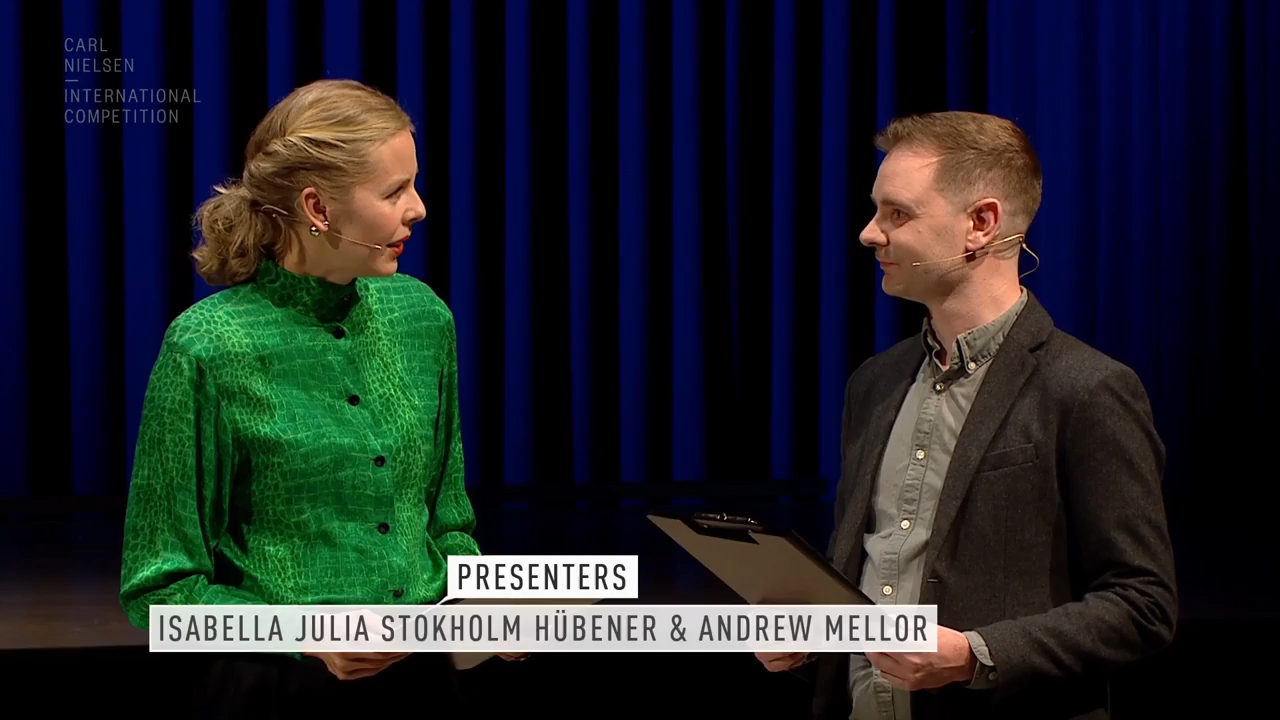 CARL
NIELSEN
INTERNATIONAL
COMPETITION
PRESENTERS
ISABELLA JULIA STOKHOLM HÜBENER & ANDREW MELLOR